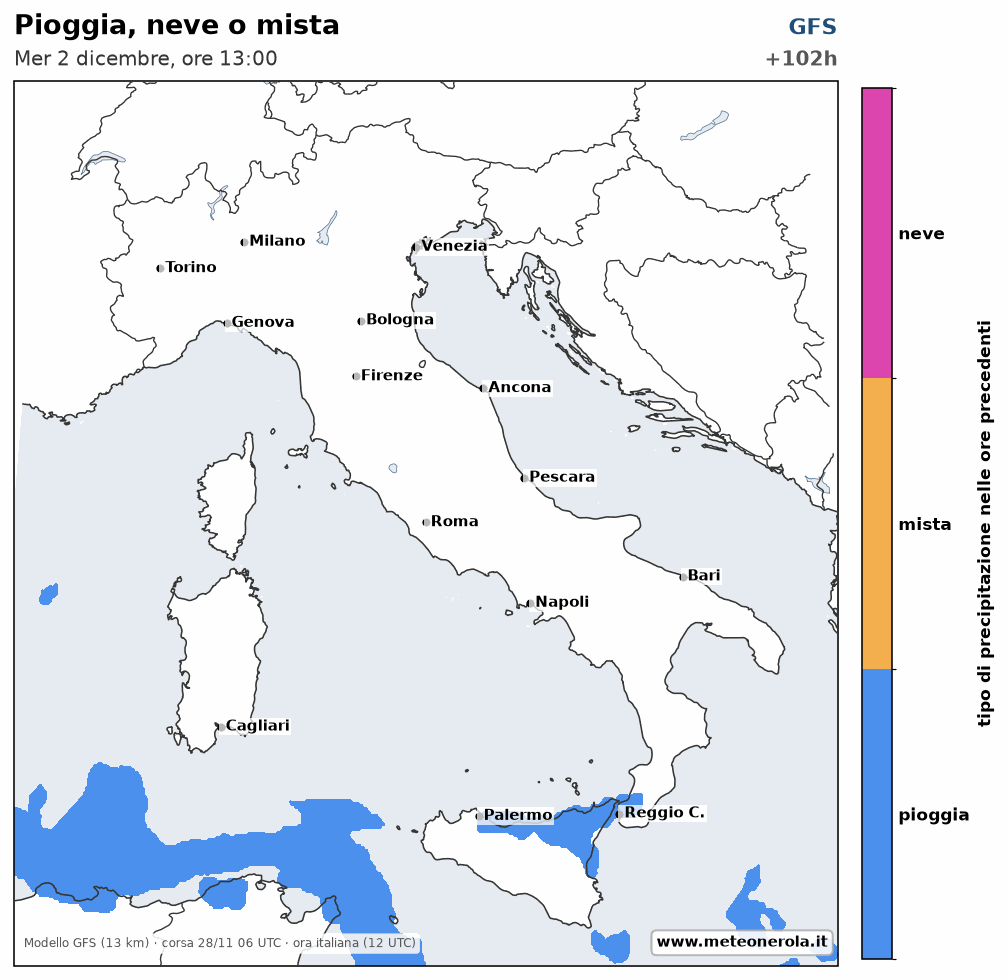 Pioggia, neve o mista
GFS
Mer 2 dicembre, ore 13:00
+102h
neve
Milano
Venezia
Torino
Genova
Bologna
Firenze
Ancona
Pescara
Roma
mista
Bari
Napoli
Cagliari
Palermo
Reggio C.
pioggia
tipo di precipitazione nelle ore precedenti
Modello GFS (13 km) · corsa 28/11 06 UTC · ora italiana (12 UTC)
www.meteonerola.it